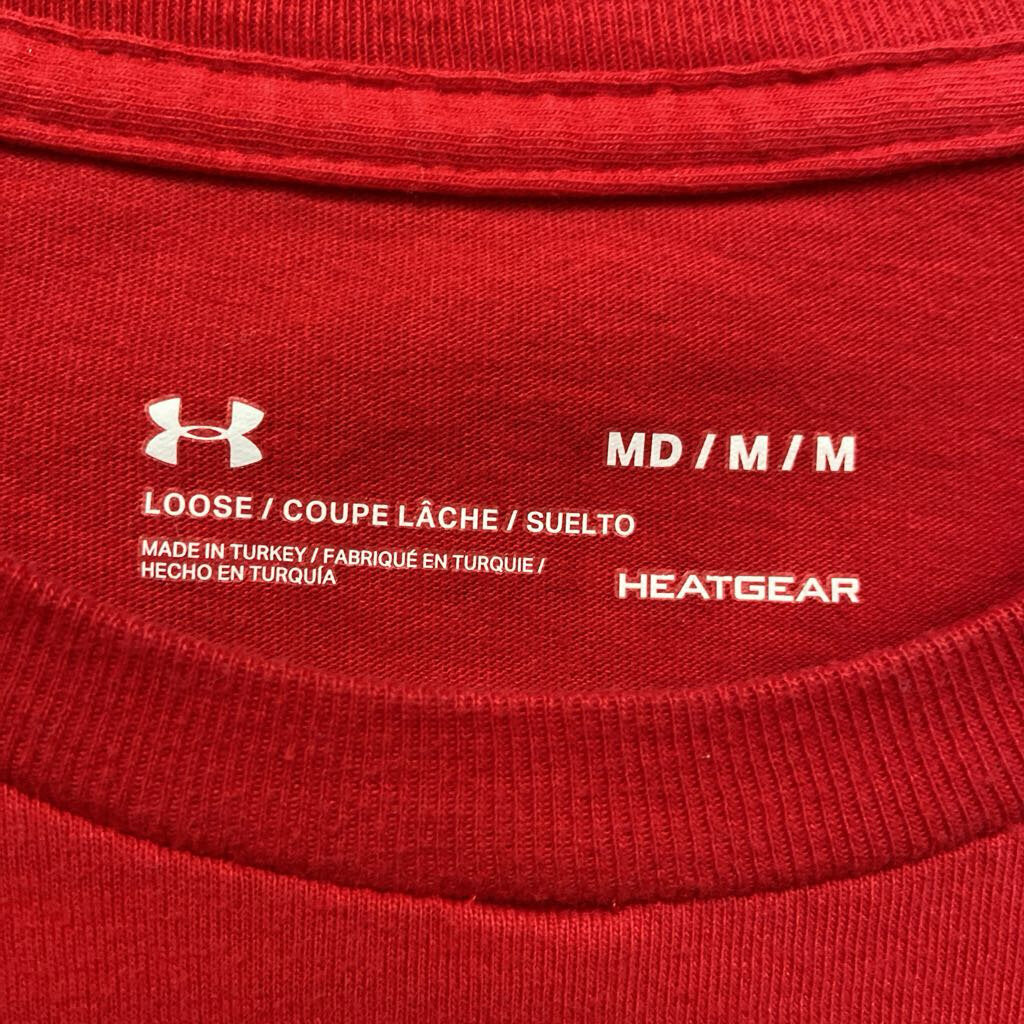 MD / M / M
LOOSE / COUPE LÂCHE / SUELTO
MADE IN TURKEY / FABRIQUÉ EN TURQUIE /
HECHO EN TURQUÍA
HEATGEAR